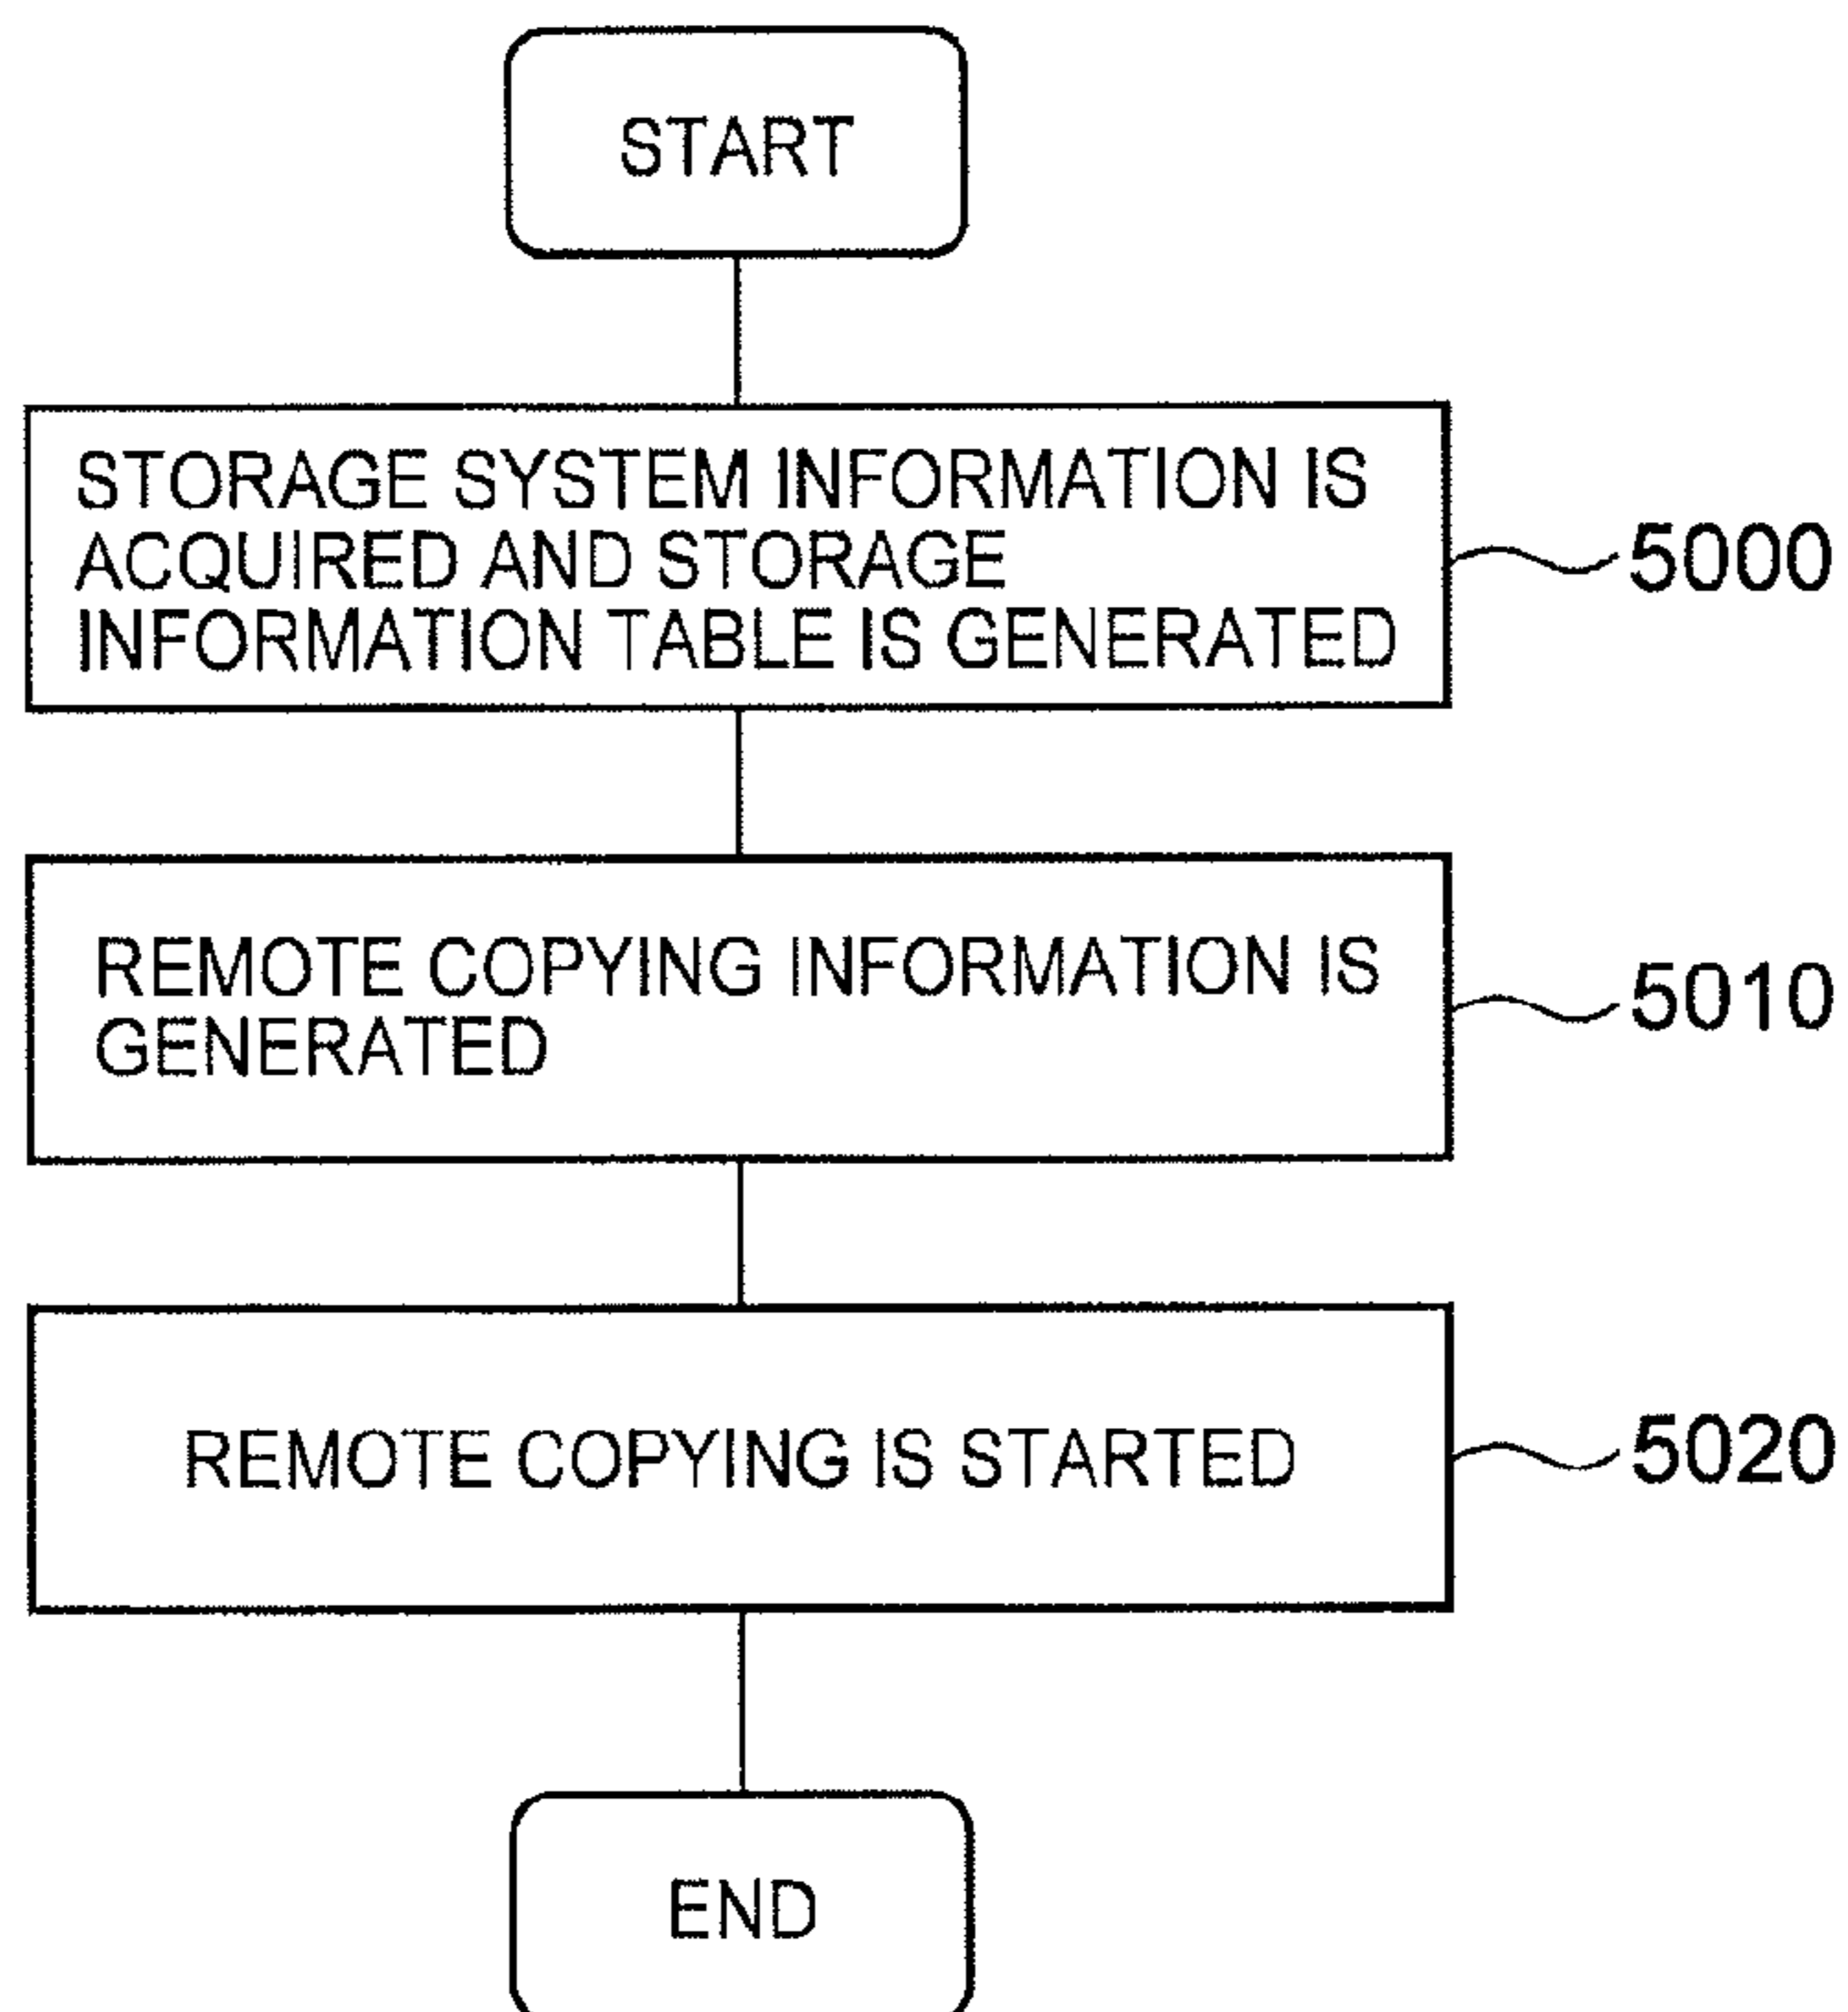 START
STORAGE SYSTEM INFORMATION IS
ACQUIRED AND STORAGE
INFORMATION TABLE IS GENERATED
5000
REMOTE COPYING INFORMATION IS
GENERATED
5010
REMOTE COPYING IS STARTED
5020
END